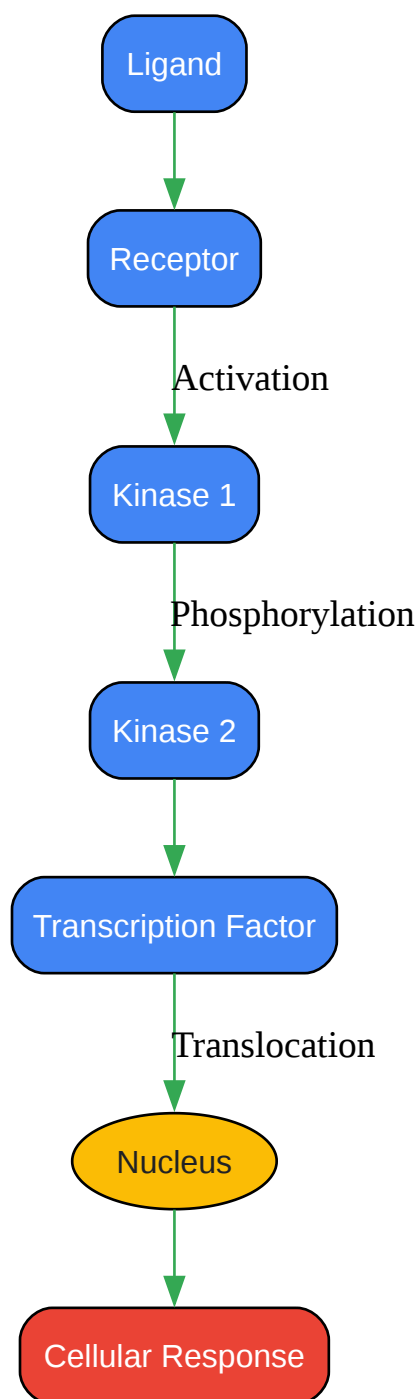 Ligand
Receptor
Activation
Kinase 1
Phosphorylation
Kinase 2
Transcription Factor
Translocation
Nucleus
Cellular Response